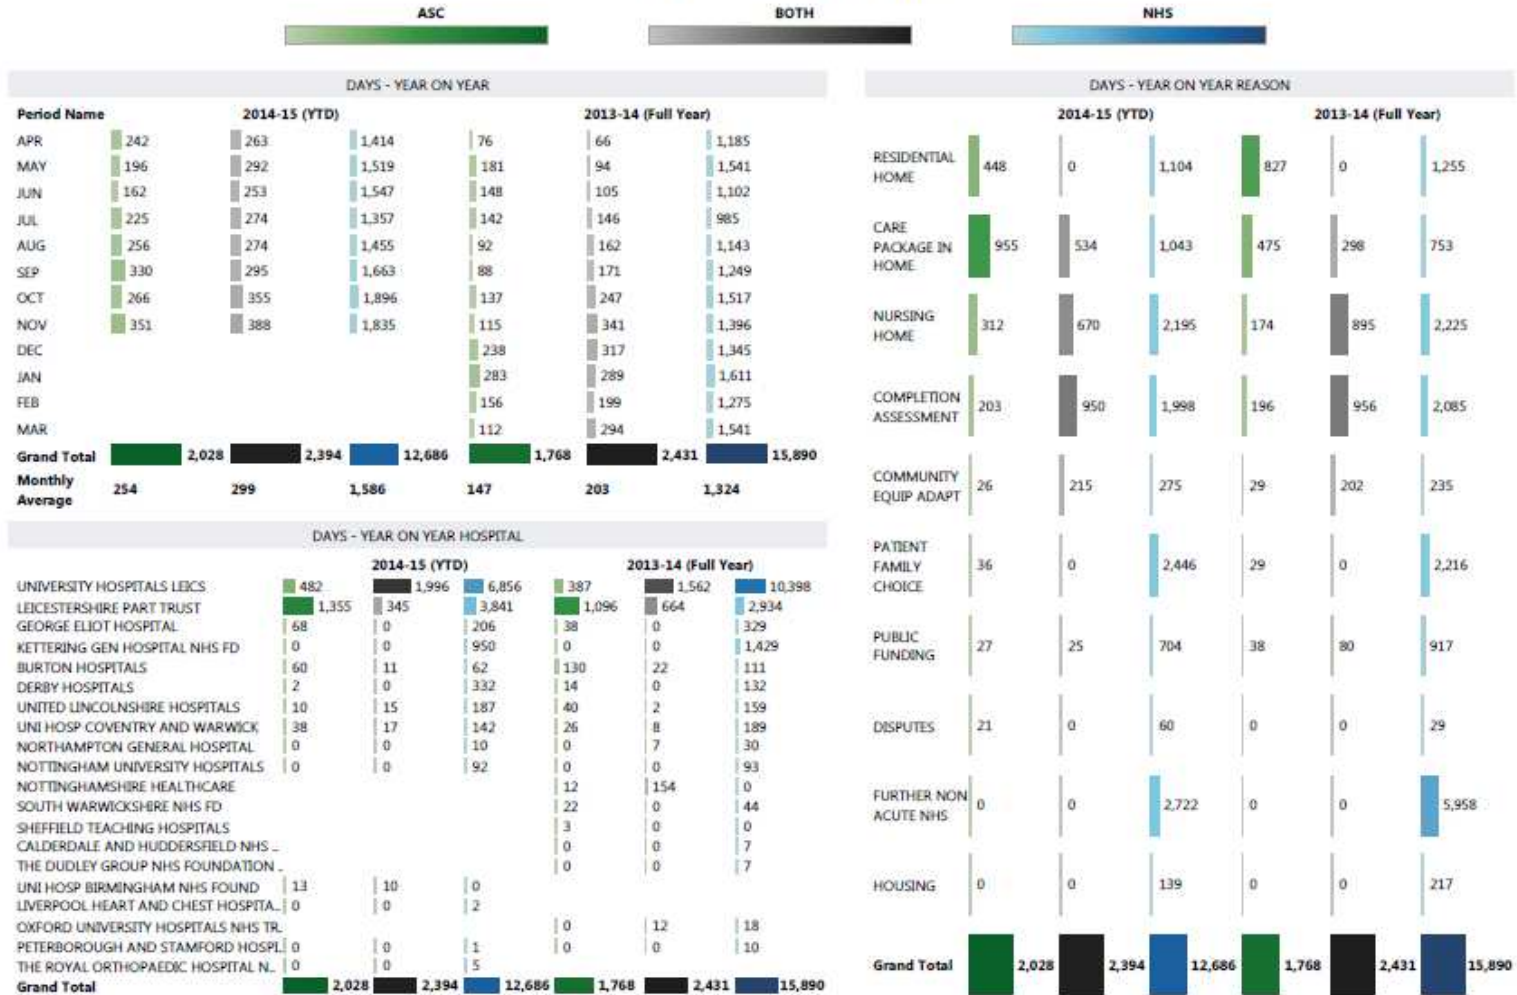 ASC BOTH NHS
DAYS - YEAR ON YEAR
Period Name 2014-15 (YTD) 2013-14 (Full Year)
APR 242 263 1,414 76 66 1,185
MAY 196 292 1,519 181 94 1,541
JUN 162 253 1,547 148 105 1,102
JUL 225 274 1,357 142 146 985
AUG 256 274 1,455 92 162 1,143
SEP 330 295 1,663 88 171 1,249
OCT 266 355 1,896 137 247 1,517
NOV 351 388 1,835 115 341 1,396
DEC 238 317 1,345
JAN 283 289 1,611
FEB 156 199 1,275
MAR 112 294 1,541
Grand Total 2,028 2,394 12,686 1,768 2,431 15,890
Monthly
Average 254 299 1,586 147 203 1,324
DAYS - YEAR ON YEAR HOSPITAL
2014-15 (YTD) 2013-14 (Full Year)
UNIVERSITY HOSPITALS LEICS 482 1,996 6,856 387 1,562 10,398
LEICESTERSHIRE PART TRUST 1,355 345 3,841 1,096 664 2,934
GEORGE ELIOT HOSPITAL 68 0 206 38 0 329
KETTERING GEN HOSPITAL NHS FD 0 0 950 0 0 1,429
BURTON HOSPITALS 60 11 62 130 22 111
DERBY HOSPITALS 2 0 332 14 0 132
UNITED LINCOLNSHIRE HOSPITALS 10 15 187 40 2 159
UNI HOSP COVENTRY AND WARWICK 38 17 142 26 8 189
NORTHAMPTON GENERAL HOSPITAL 0 0 10 0 7 30
NOTTINGHAM UNIVERSITY HOSPITALS 0 0 92 0 0 93
NOTTINGHAMSHIRE HEALTHCARE 12 154 0
SOUTH WARWICKSHIRE NHS FD 22 0 44
SHEFFIELD TEACHING HOSPITALS 3 0 0
CALDERDALE AND HUDDERSFIELD NHS .. 0 0 7
THE DUDLEY GROUP NHS FOUNDATION .. 0 0 7
UNI HOSP BIRMINGHAM NHS FOUND 13 10 0
LIVERPOOL HEART AND CHEST HOSPITA.. 0 0 2
OXFORD UNIVERSITY HOSPITALS NHS TR.. 0 12 18
PETERBOROUGH AND STAMFORD HOSPI.. 0 0 1 0 0 10
THE ROYAL ORTHOPAEDIC HOSPITAL N.. 0 0 5
Grand Total 2,028 2,394 12,686 1,768 2,431 15,890
DAYS - YEAR ON YEAR REASON
2014-15 (YTD) 2013-14 (Full Year)
RESIDENTIAL
HOME 448 0 1,104 827 0 1,255
CARE
PACKAGE IN 955 534 1,043 475 298 753
HOME
NURSING
HOME 312 670 2,195 174 895 2,225
COMPLETION
ASSESSMENT 203 950 1,998 196 956 2,085
COMMUNITY
EQUIP ADAPT 26 215 275 29 202 235
PATIENT
FAMILY 36 0 2,446 29 0 2,216
CHOICE
PUBLIC
FUNDING 27 25 704 38 80 917
DISPUTES 21 0 60 0 0 29
FURTHER NON
ACUTE NHS 0 0 2,722 0 0 5,958
HOUSING 0 0 139 0 0 217
Grand Total 2,028 2,394 12,686 1,768 2,431 15,890